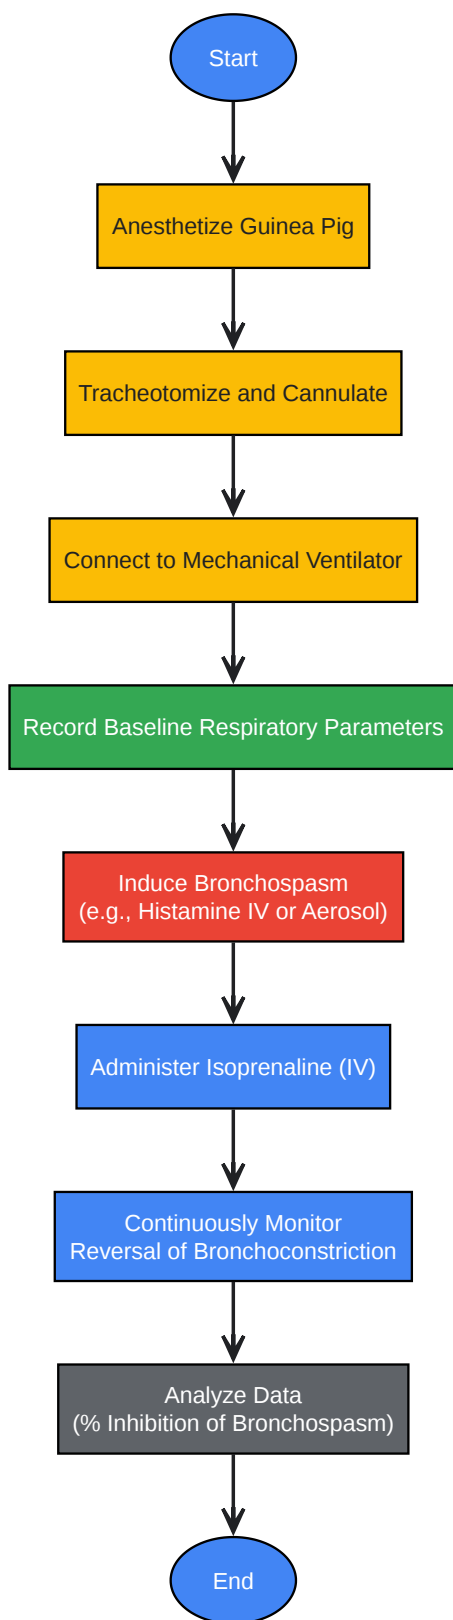 Start
Anesthetize Guinea Pig
Tracheotomize and Cannulate
Connect to Mechanical Ventilator
Record Baseline Respiratory Parameters
Induce Bronchospasm
(e.g., Histamine IV or Aerosol)
Administer Isoprenaline (IV)
Continuously Monitor
Reversal of Bronchoconstriction
Analyze Data
(% Inhibition of Bronchospasm)
End